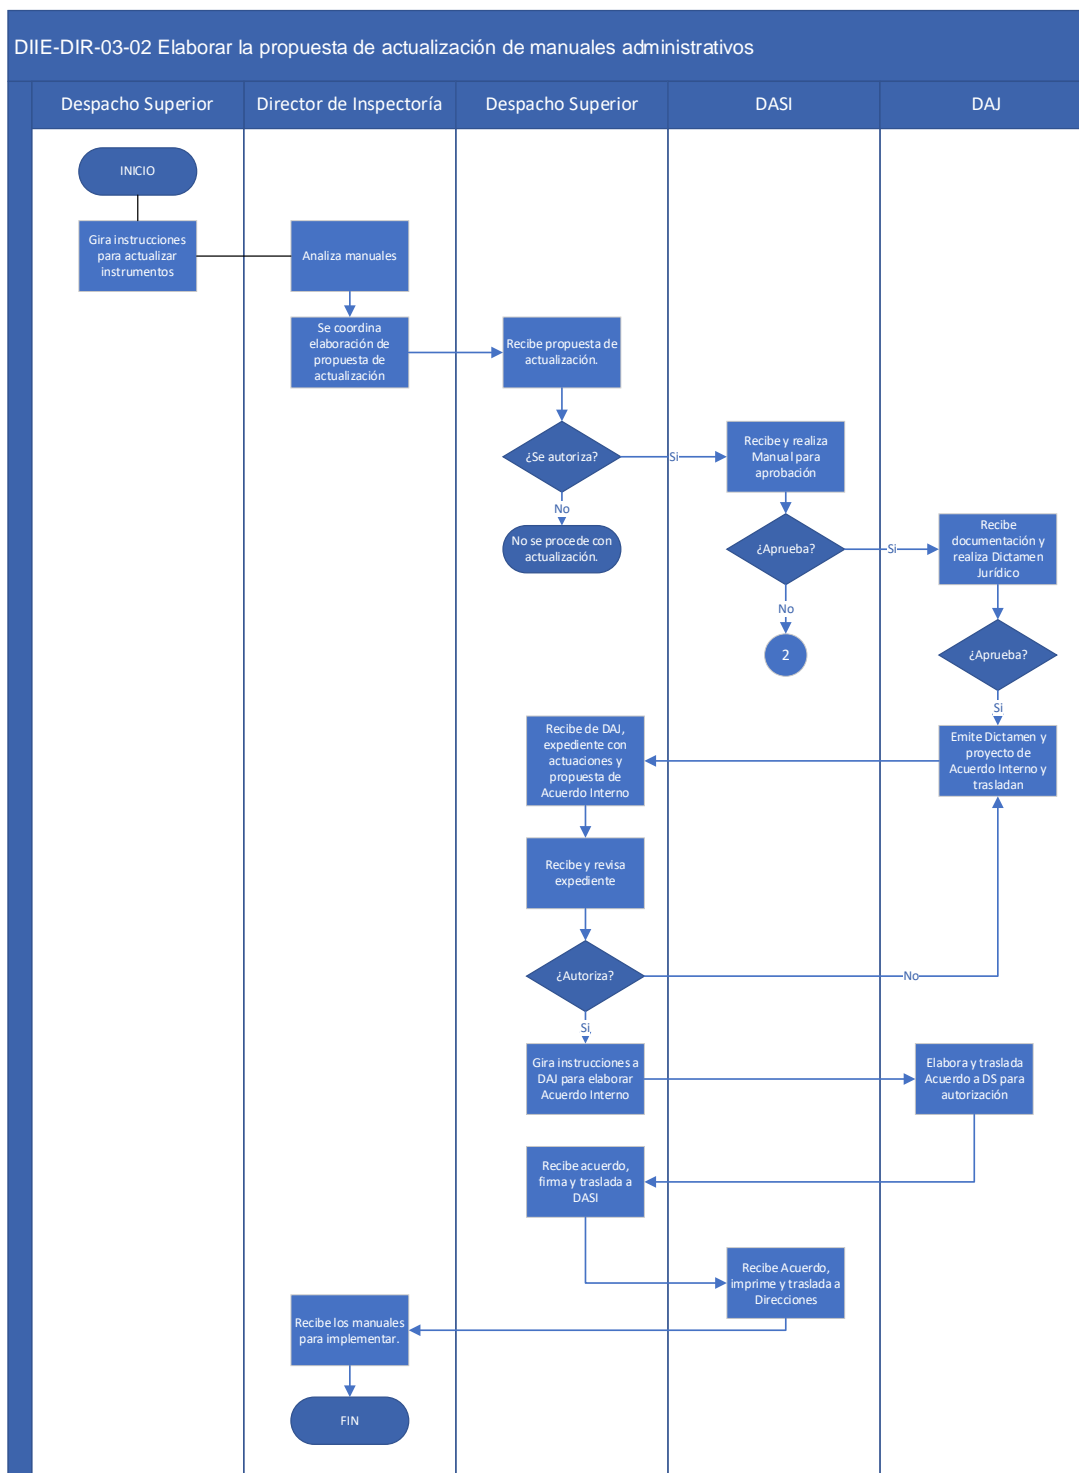 DIIE-DIR-03-02 Elaborar la propuesta de actualización de manuales administrativos
Despacho Superior
Director de Inspectoría
Despacho Superior
DASI
DAJ
INICIO
Gira instrucciones
para actualizar
instrumentos
Analiza manuales
Se coordina
elaboración de
propuesta de
actualización
Recibe propuesta de
actualización.
¿Se autoriza?
Si
No
No se procede con
actualización.
Recibe y realiza
Manual para
aprobación
¿Aprueba?
Si
No
2
Recibe
documentación y
realiza Dictamen
Jurídico
¿Aprueba?
Si
Emite Dictamen y
proyecto de
Acuerdo Interno y
trasladan
Recibe de DAJ,
expediente con
actuaciones y
propuesta de
Acuerdo Interno
Recibe y revisa
expediente
¿Autoriza?
No
Si
Gira instrucciones a
DAJ para elaborar
Acuerdo Interno
Elabora y traslada
Acuerdo a DS para
autorización
Recibe acuerdo,
firma y traslada a
DASI
Recibe Acuerdo,
imprime y traslada a
Direcciones
Recibe los manuales
para implementar.
FIN